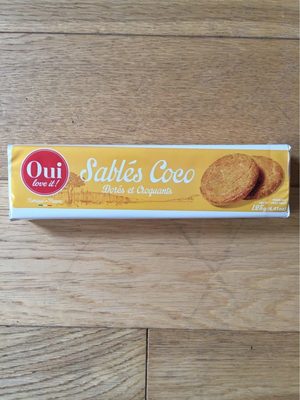 Oui
love it!
Sablés Coco
Dorés et Croquants